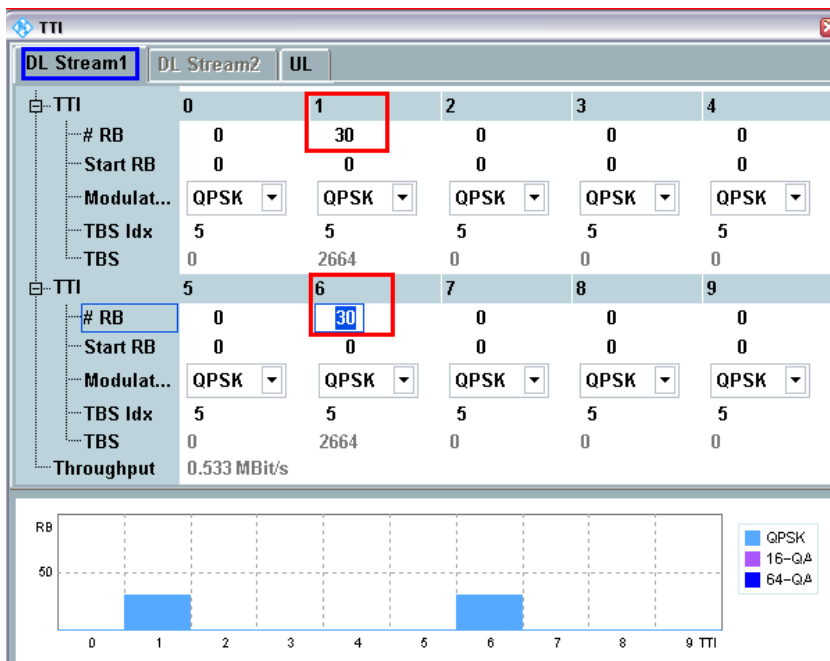 TTI
DL Stream1 DL Stream2 UL
TTI 0 1 2 3 4
# RB 0 30 0 0 0
Start RB 0 0 0 0 0
Modulat... QPSK QPSK QPSK QPSK QPSK
TBS Idx 5 5 5 5 5
TBS 0 2664 0 0 0
TTI 5 6 7 8 9
# RB 0 30 0 0 0
Start RB 0 0 0 0 0
Modulat... QPSK QPSK QPSK QPSK QPSK
TBS Idx 5 5 5 5 5
TBS 0 2664 0 0 0
Throughput 0.533 MBit/s
RB
QPSK
16-QA
64-QA
50
0 1 2 3 4 5 6 7 8 9 TTI